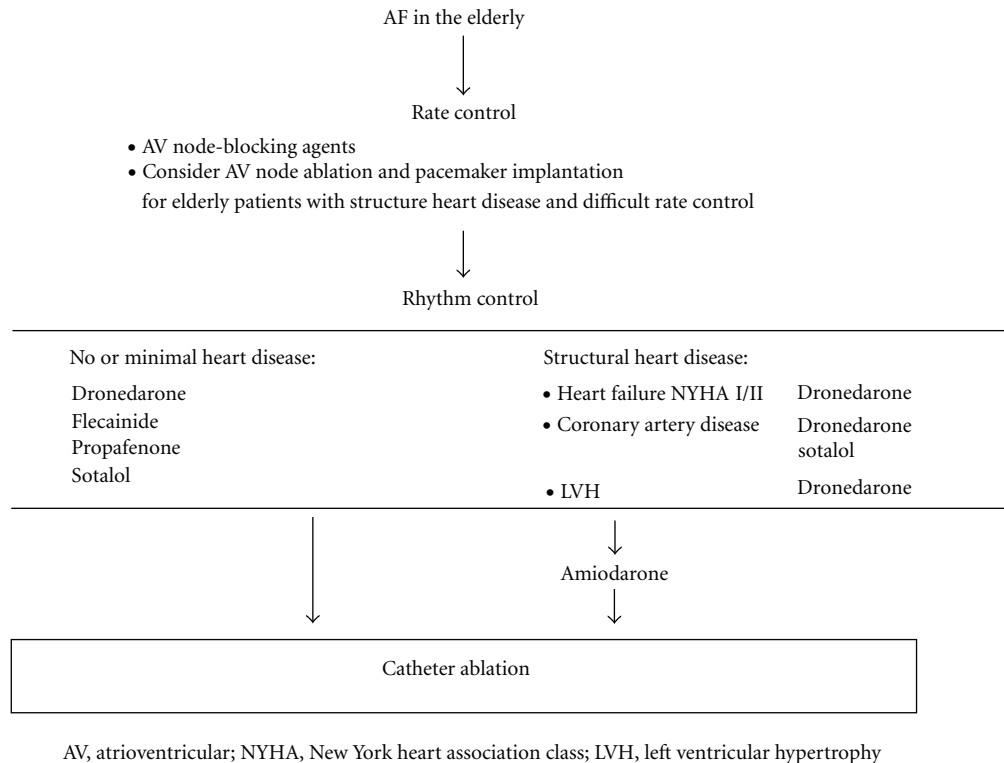 AF in the elderly
Rate control
• AV node-blocking agents
• Consider AV node ablation and pacemaker implantation
for elderly patients with structure heart disease and difficult rate control
Rhythm control
No or minimal heart disease:
Dronedarone
Flecainide
Propafenone
Sotalol
Structural heart disease:
• Heart failure NYHA I/II Dronedarone
• Coronary artery disease Dronedarone
sotalol
• LVH Dronedarone
Amiodarone
Catheter ablation
AV, atrioventricular; NYHA, New York heart association class; LVH, left ventricular hypertrophy